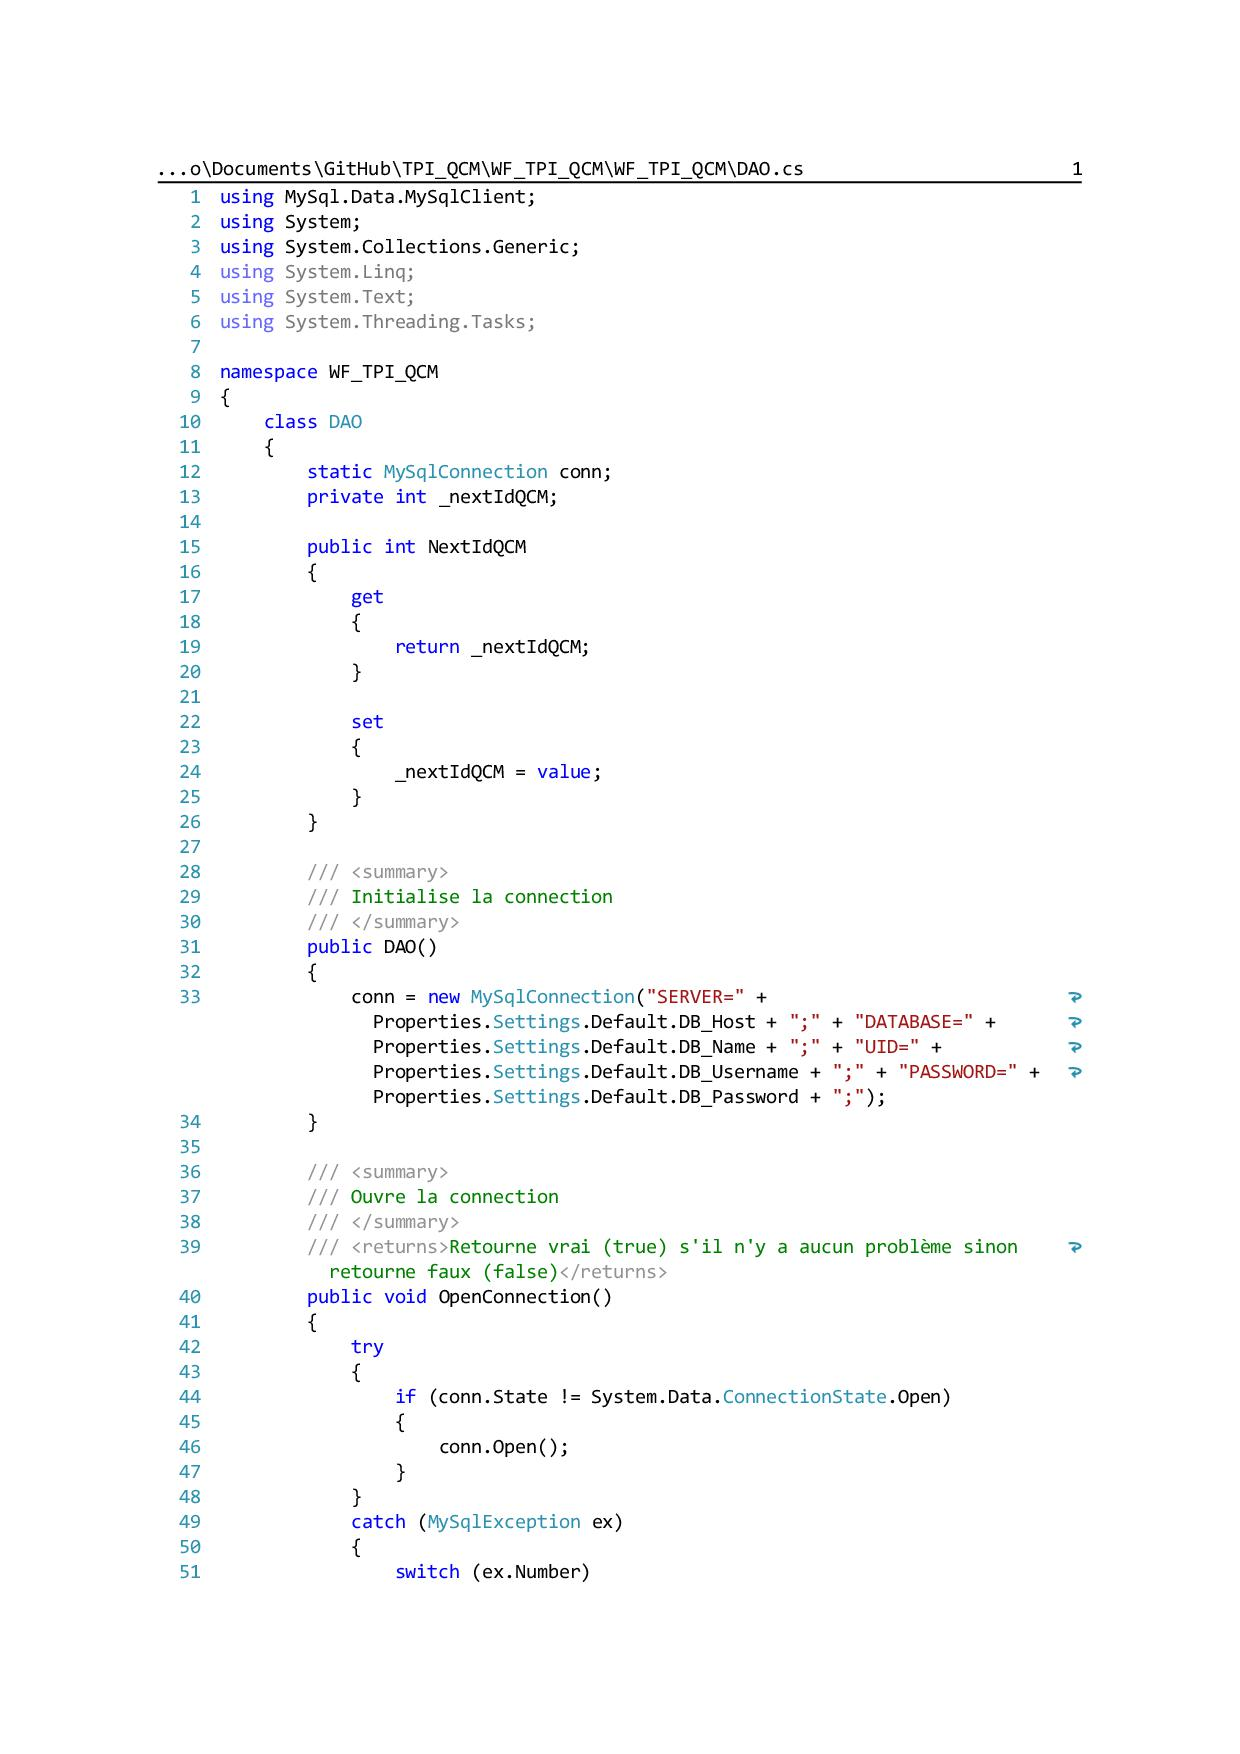 ...o\Documents\GitHub\TPI_QCM\WF_TPI_QCM\WF_TPI_QCM\DAO.cs 1
1 using MySql.Data.MySqlClient;
2 using System;
3 using System.Collections.Generic;
4 using System.Linq;
5 using System.Text;
6 using System.Threading.Tasks;
7
8 namespace WF_TPI_QCM
9 {
10 class DAO
11 {
12 static MySqlConnection conn;
13 private int _nextIdQCM;
14
15 public int NextIdQCM
16 {
17 get
18 {
19 return _nextIdQCM;
20 }
21
22 set
23 {
24 _nextIdQCM = value;
25 }
26 }
27
28 /// <summary>
29 /// Initialise la connection
30 /// </summary>
31 public DAO()
32 {
33 conn = new MySqlConnection("SERVER=" +
Properties.Settings.Default.DB_Host + ";" + "DATABASE=" +
Properties.Settings.Default.DB_Name + ";" + "UID=" +
Properties.Settings.Default.DB_Username + ";" + "PASSWORD=" +
Properties.Settings.Default.DB_Password + ";");
34 }
35
36 /// <summary>
37 /// Ouvre la connection
38 /// </summary>
39 /// <returns>Retourne vrai (true) s'il n'y a aucun problème sinon
retourne faux (false)</returns>
40 public void OpenConnection()
41 {
42 try
43 {
44 if (conn.State != System.Data.ConnectionState.Open)
45 {
46 conn.Open();
47 }
48 }
49 catch (MySqlException ex)
50 {
51 switch (ex.Number)